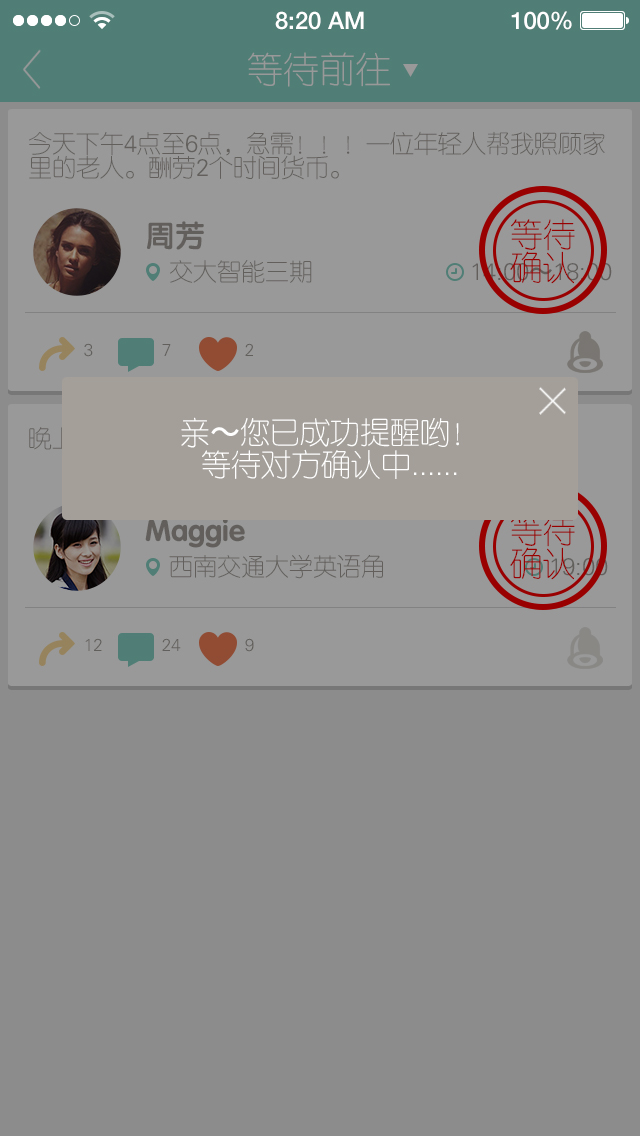 8:20 AM 100%
等待前往
今天下午4点至6点，急需！！！一位年轻人帮我照顾家
里的老人。酬劳2个时间货币。
周芳
交大智能三期
等待
确认
3 7 2
晚上
亲～您已成功提醒哟！
等待对方确认中……
Maggie
西南交通大学英语角
19:00
等待
确认
12 24 9